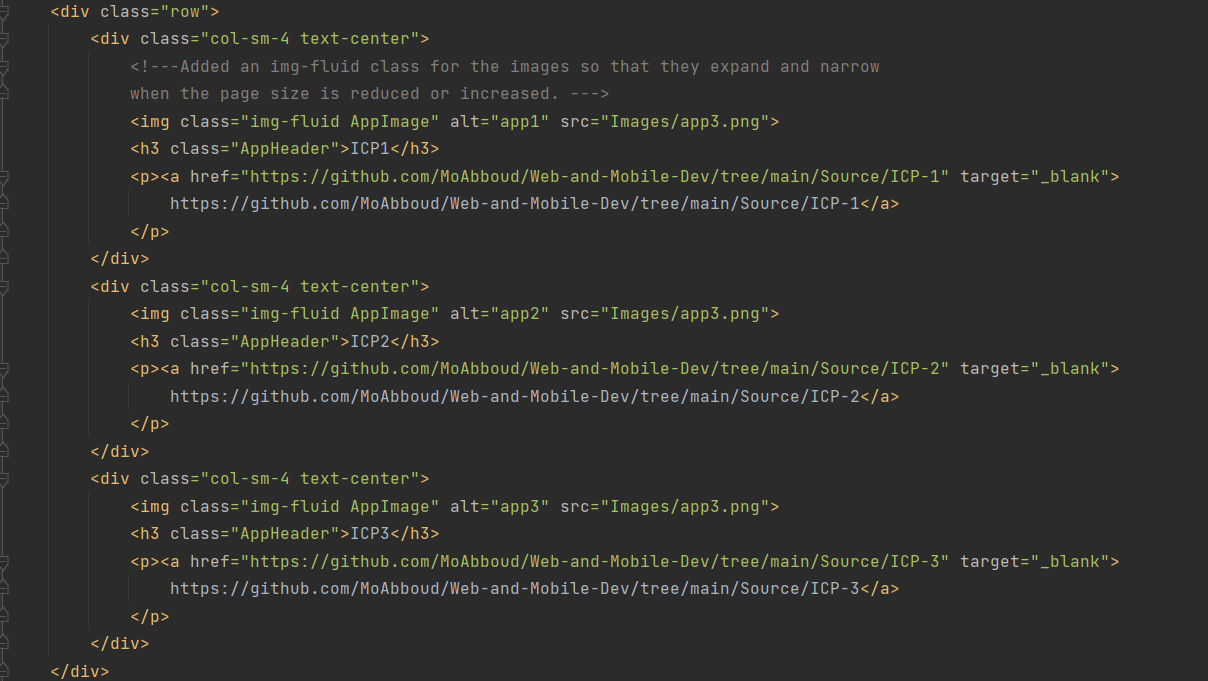 <div class="row">
<div class="col-sm-4 text-center">
<!---Added an img-fluid class for the images so that they expand and narrow
when the page size is reduced or increased. --->
<img class="img-fluid AppImage" alt="app1" src="Images/app3.png">
<h3 class="AppHeader">ICP1</h3>
<p><a href="https://github.com/MoAbboud/Web-and-Mobile-Dev/tree/main/Source/ICP-1" target="_blank">
https://github.com/MoAbboud/Web-and-Mobile-Dev/tree/main/Source/ICP-1</a>
</p>
</div>
<div class="col-sm-4 text-center">
<img class="img-fluid AppImage" alt="app2" src="Images/app3.png">
<h3 class="AppHeader">ICP2</h3>
<p><a href="https://github.com/MoAbboud/Web-and-Mobile-Dev/tree/main/Source/ICP-2" target="_blank">
https://github.com/MoAbboud/Web-and-Mobile-Dev/tree/main/Source/ICP-2</a>
</p>
</div>
<div class="col-sm-4 text-center">
<img class="img-fluid AppImage" alt="app3" src="Images/app3.png">
<h3 class="AppHeader">ICP3</h3>
<p><a href="https://github.com/MoAbboud/Web-and-Mobile-Dev/tree/main/Source/ICP-3" target="_blank">
https://github.com/MoAbboud/Web-and-Mobile-Dev/tree/main/Source/ICP-3</a>
</p>
</div>
</div>